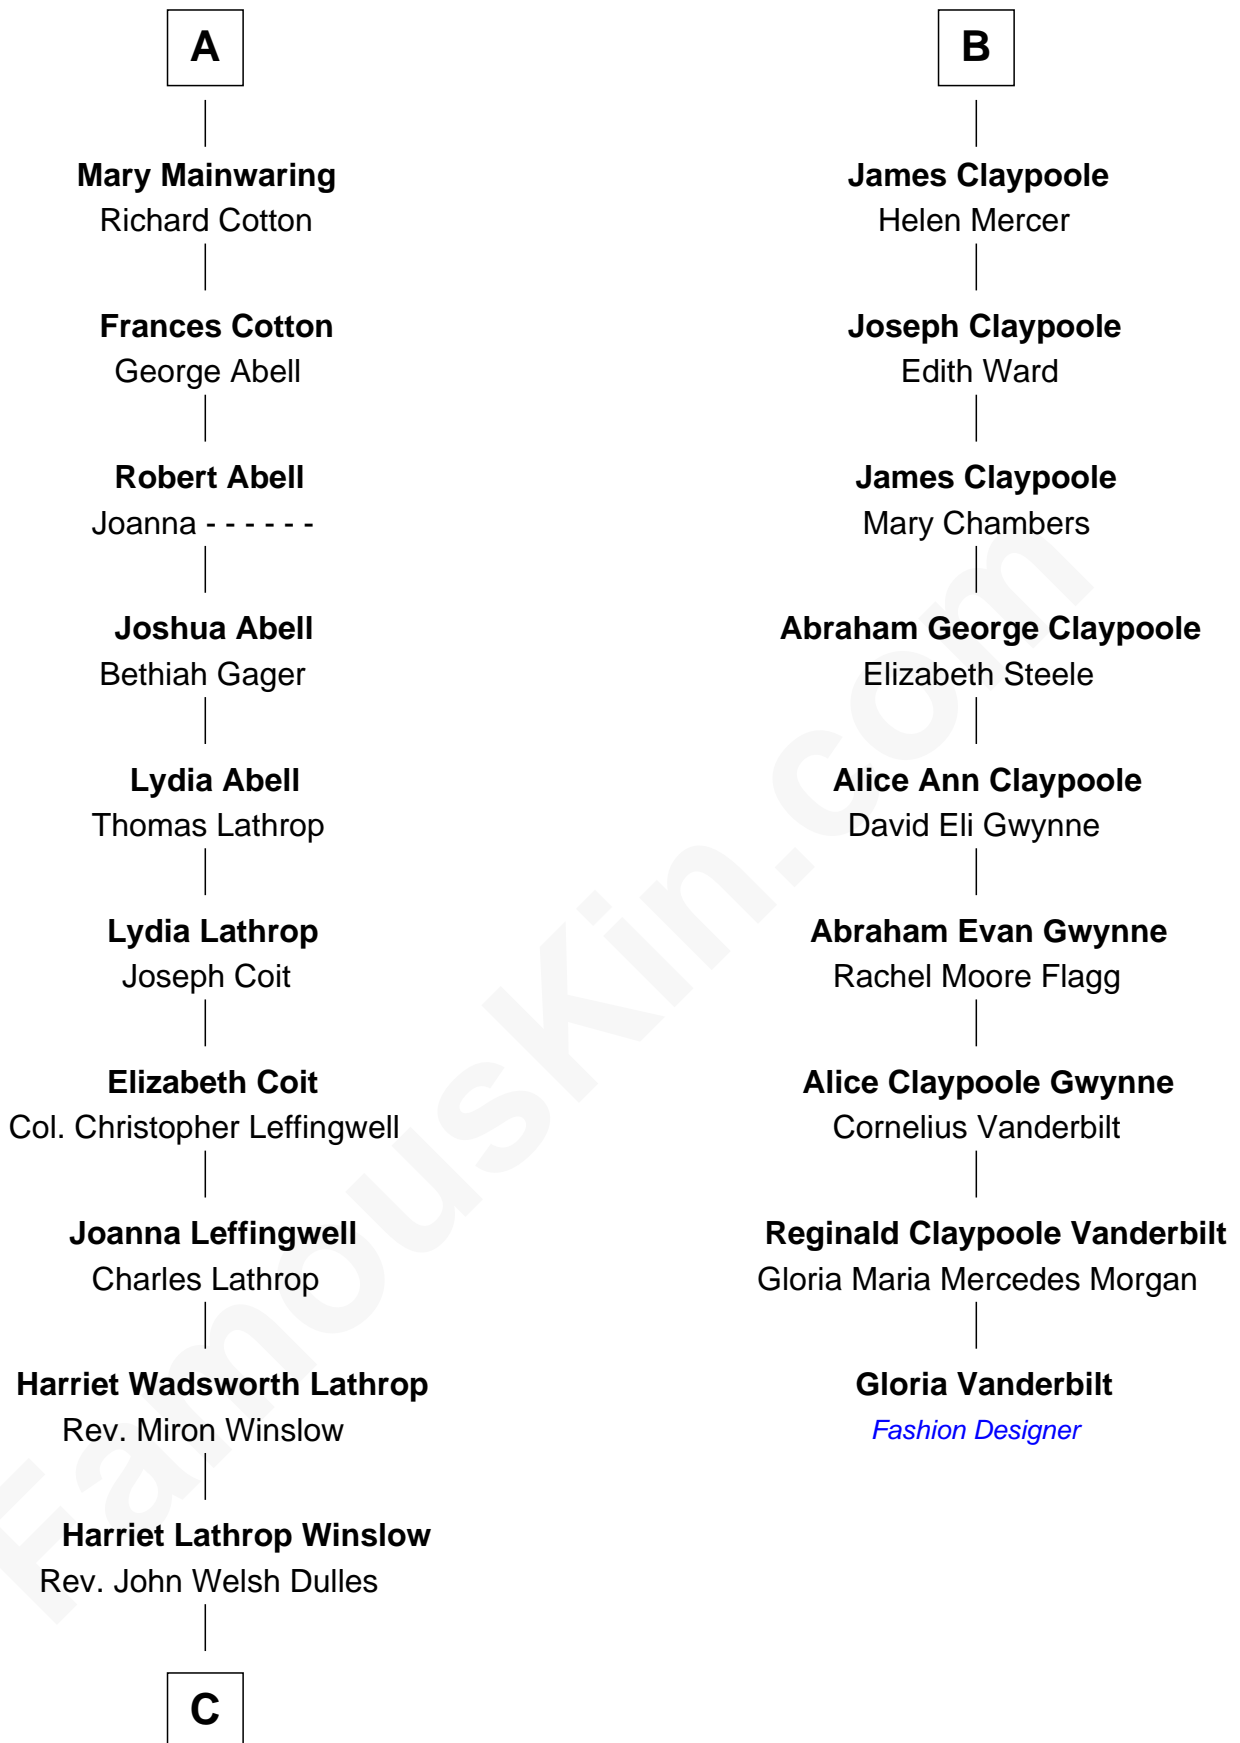 A
Mary Mainwaring
Richard Cotton
Frances Cotton
George Abell
Robert Abell
Joanna - - - - - -
Joshua Abell
Bethiah Gager
Lydia Abell
Thomas Lathrop
Lydia Lathrop
Joseph Coit
Elizabeth Coit
Col. Christopher Leffingwell
Joanna Leffingwell
Charles Lathrop
Harriet Wadsworth Lathrop
Rev. Miron Winslow
Harriet Lathrop Winslow
Rev. John Welsh Dulles
C
B
James Claypoole
Helen Mercer
Joseph Claypoole
Edith Ward
James Claypoole
Mary Chambers
Abraham George Claypoole
Elizabeth Steele
Alice Ann Claypoole
David Eli Gwynne
Abraham Evan Gwynne
Rachel Moore Flagg
Alice Claypoole Gwynne
Cornelius Vanderbilt
Reginald Claypoole Vanderbilt
Gloria Maria Mercedes Morgan
Gloria Vanderbilt
Fashion Designer
FamousKin.com